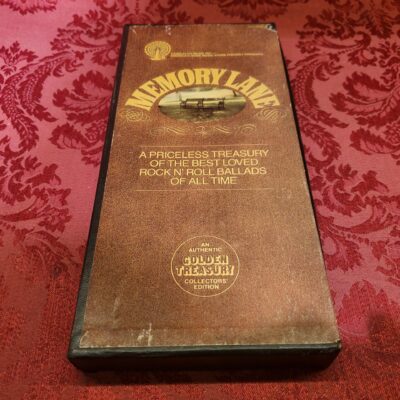 MEMORY LANE
A PRICELESS TREASURY
OF THE BEST LOVED
ROCK N' ROLL BALLADS
OF ALL TIME
AN
AUTHENTIC
GOLDEN
TREASURY
COLLECTORS'
EDITION